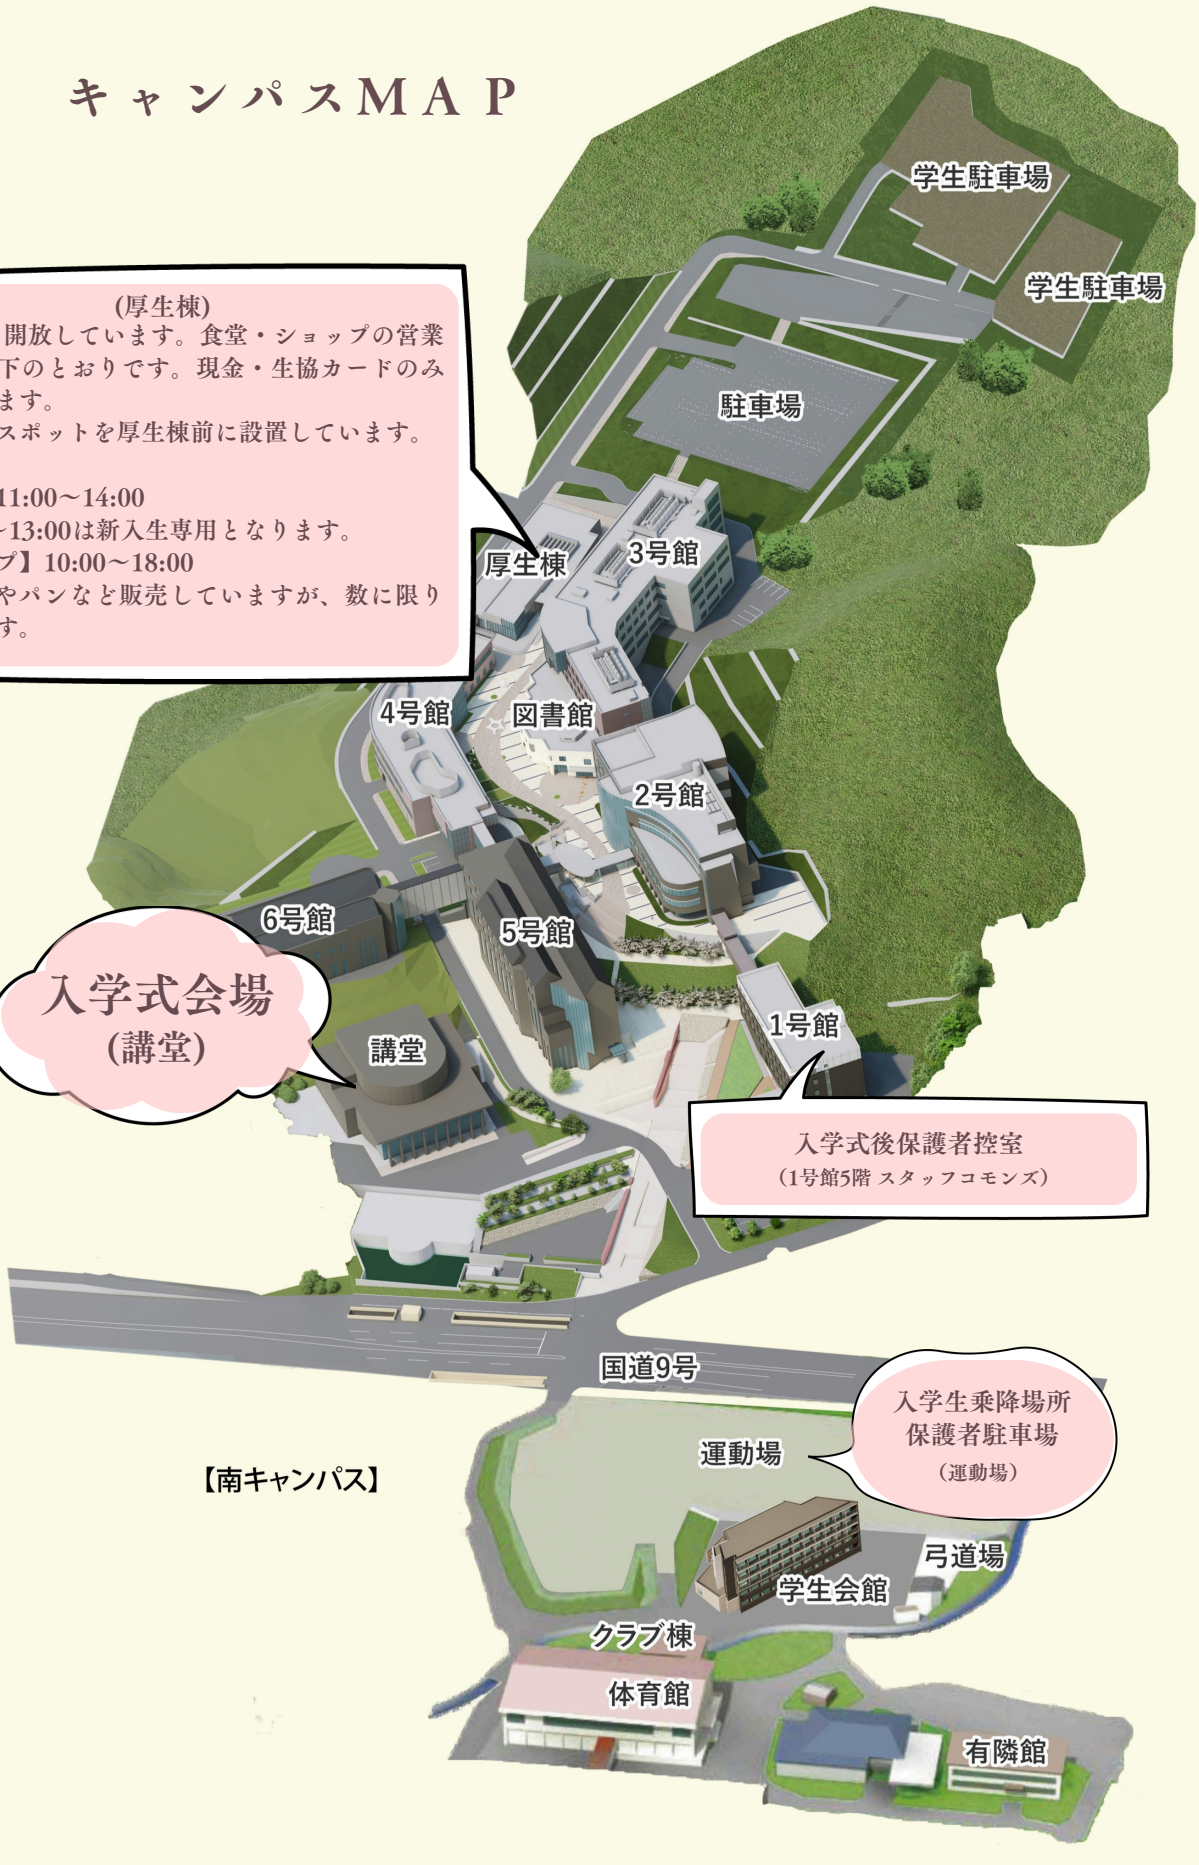 キャンパスMAP
学生駐車場
学生駐車場
(厚生棟)
開放しています。食堂・ショップの営業
下のとおりです。現金・生協カードのみ
ます。
スポットを厚生棟前に設置しています。
11:00〜14:00
〜13:00は新入生専用となります。
プ】10:00〜18:00
やパンなど販売していますが、数に限り
す。
駐車場
3号館
厚生棟
4号館
図書館
2号館
6号館
5号館
入学式会場
(講堂)
講堂
1号館
入学式後保護者控室
(1号館5階 スタッフコモンズ)
国道9号
入学生乗降場所
保護者駐車場
(運動場)
運動場
【南キャンパス】
弓道場
学生会館
クラブ棟
体育館
有隣館